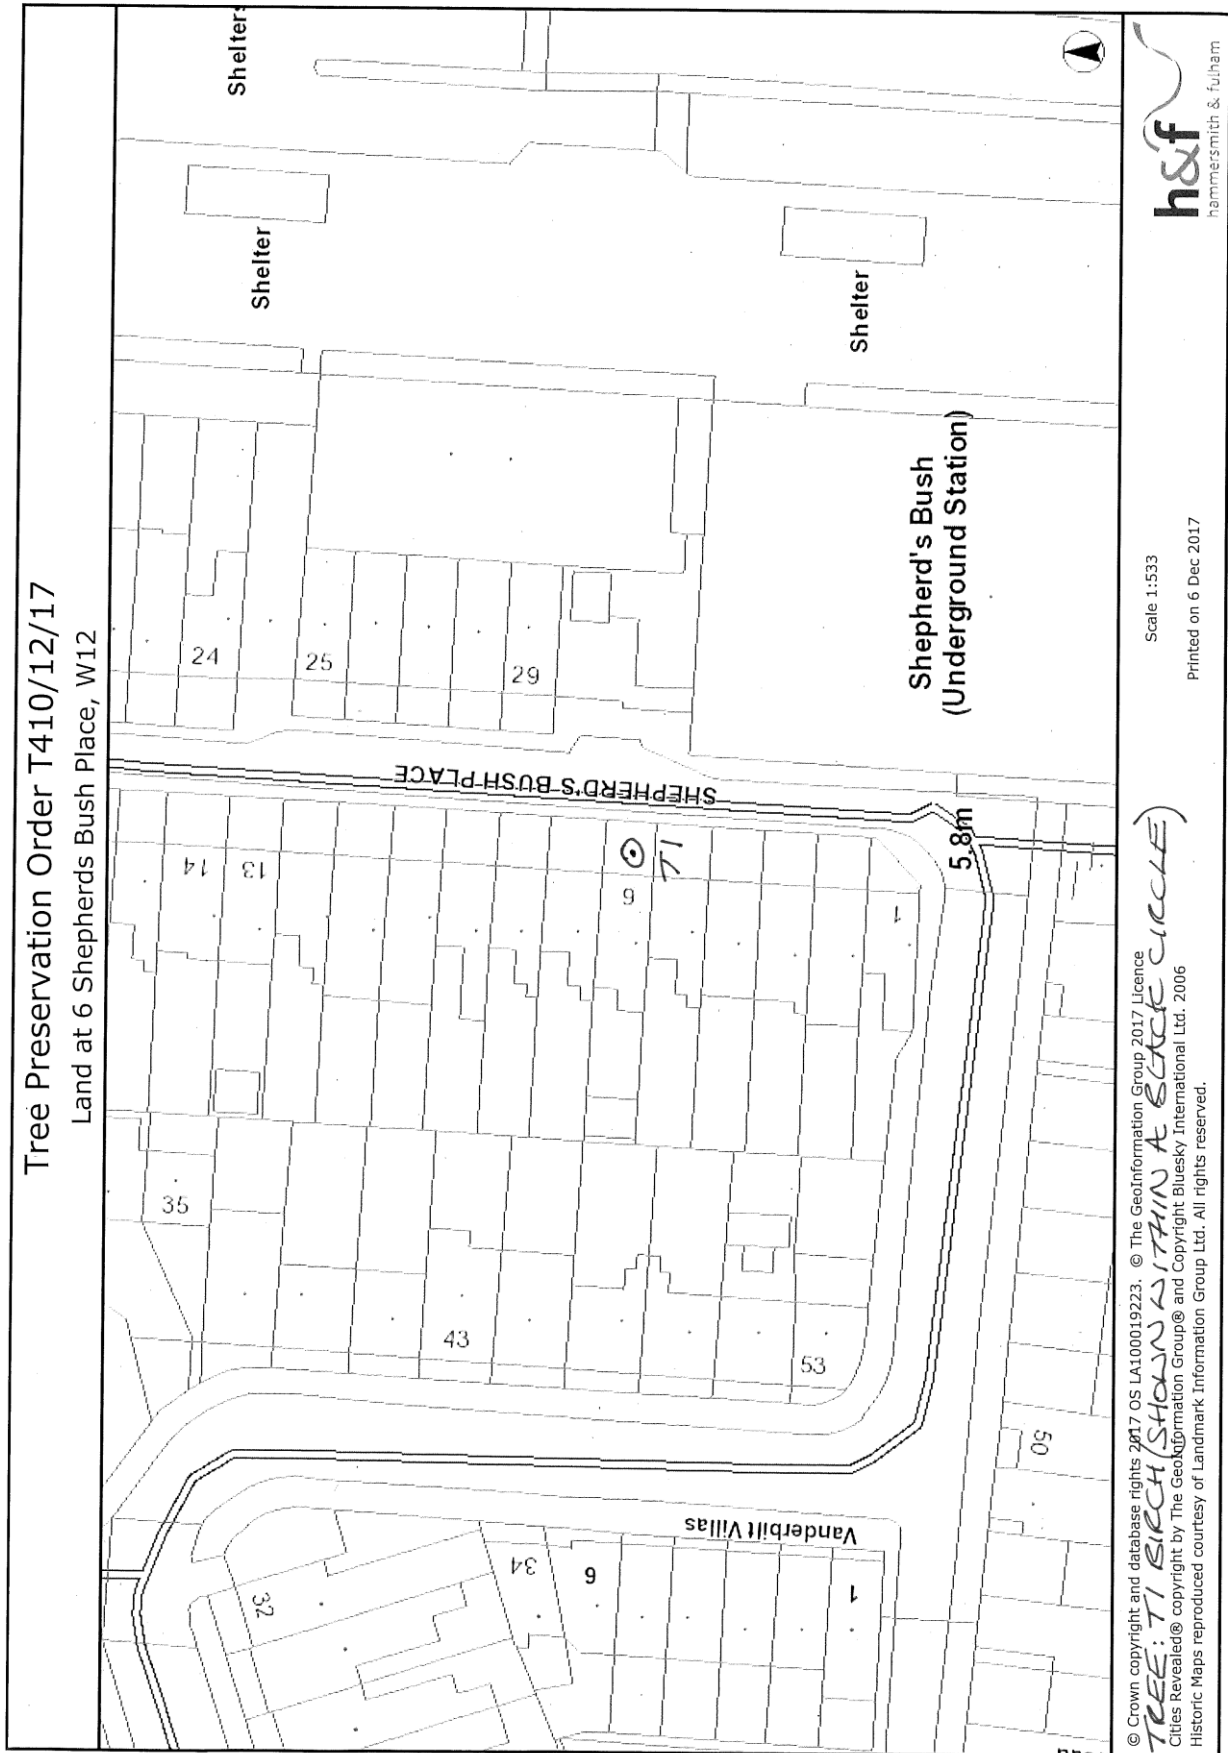 Tree Preservation Order T410/12/17
Land at 6 Shepherds Bush Place, W12
Shelters
Shelter
Shelter
24
25
29
Shepherd's Bush
(Underground Station)
SHEPHERD'S BUSH PLACE
14
13
6
T1
1
5.8m
35
43
53
50
Vanderbilt Villas
32
34
6
1
© Crown copyright and database rights 2017 OS LA100019223. © The GeoInformation Group 2017 Licence
TREE: T1 BIRCH (SHOWN WITHIN A BLACK CIRCLE)
Cities Revealed® copyright by The GeoInformation Group® and Copyright Bluesky International Ltd. 2006
Historic Maps reproduced courtesy of Landmark Information Group Ltd. All rights reserved.
Scale 1:533
Printed on 6 Dec 2017
h&f
hammersmith & fulham